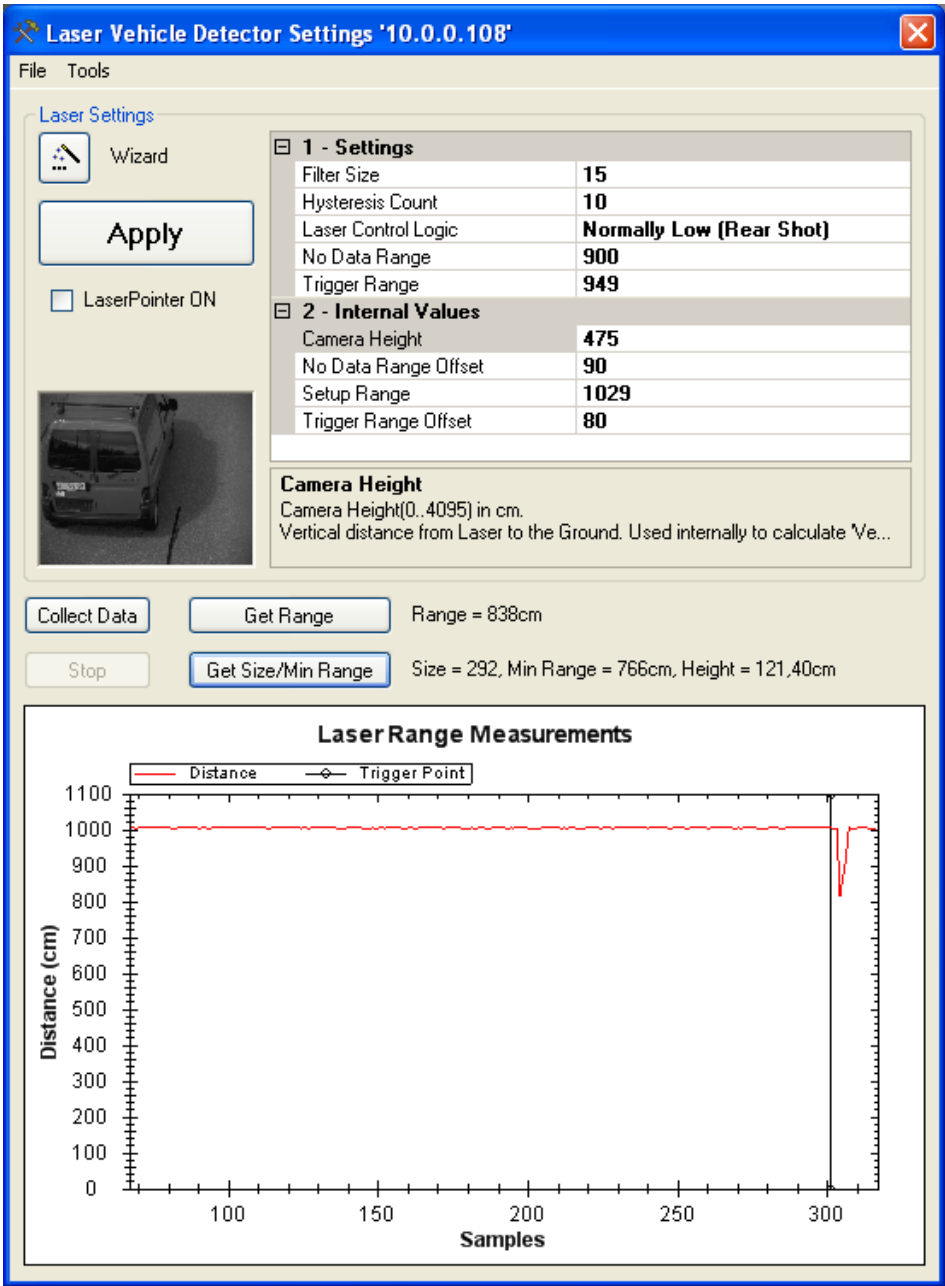 Laser Vehicle Detector Settings '10.0.0.108'
File Tools
Laser Settings
Wizard
Apply
LaserPointer ON
1 - Settings
Filter Size 15
Hysteresis Count 10
Laser Control Logic Normally Low (Rear Shot)
No Data Range 900
Trigger Range 949
2 - Internal Values
Camera Height 475
No Data Range Offset 90
Setup Range 1029
Trigger Range Offset 80
Camera Height
Camera Height(0..4095) in cm.
Vertical distance from Laser to the Ground. Used internally to calculate 'Ve...
Collect Data Get Range Range = 838cm
Stop Get Size/Min Range Size = 292, Min Range = 766cm, Height = 121,40cm
Laser Range Measurements
Distance Trigger Point
1100
1000
900
800
700
600
500
400
300
200
100
0
Distance (cm)
100 150 200 250 300
Samples